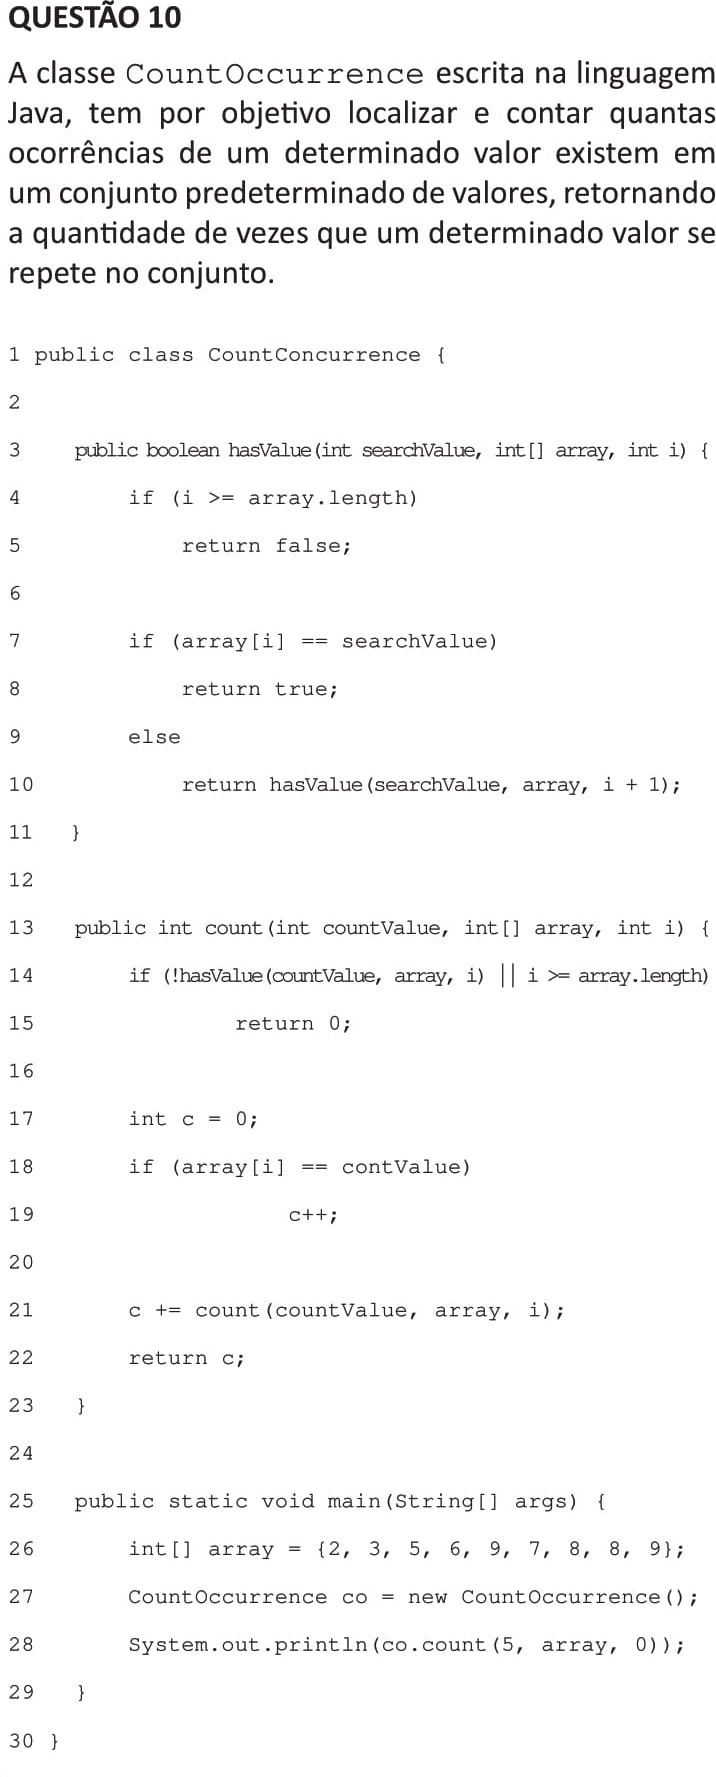 QUESTÃO 10
A classe CountOccurrence escrita na linguagem
Java, tem por objetivo localizar e contar quantas
ocorrências de um determinado valor existem em
um conjunto predeterminado de valores, retornando
a quantidade de vezes que um determinado valor se
repete no conjunto.
1 public class CountConcurrence {
2
3 public boolean hasValue(int searchValue, int[] array, int i) {
4 if (i >= array.length)
5 return false;
6
7 if (array[i] == searchValue)
8 return true;
9 else
10 return hasValue(searchValue, array, i + 1);
11 }
12
13 public int count(int countValue, int[] array, int i) {
14 if (!hasValue(countValue, array, i) || i >= array.length)
15 return 0;
16
17 int c = 0;
18 if (array[i] == contValue)
19 c++;
20
21 c += count(countValue, array, i);
22 return c;
23 }
24
25 public static void main(String[] args) {
26 int[] array = {2, 3, 5, 6, 9, 7, 8, 8, 9};
27 CountOccurrence co = new CountOccurrence();
28 System.out.println(co.count(5, array, 0));
29 }
30 }